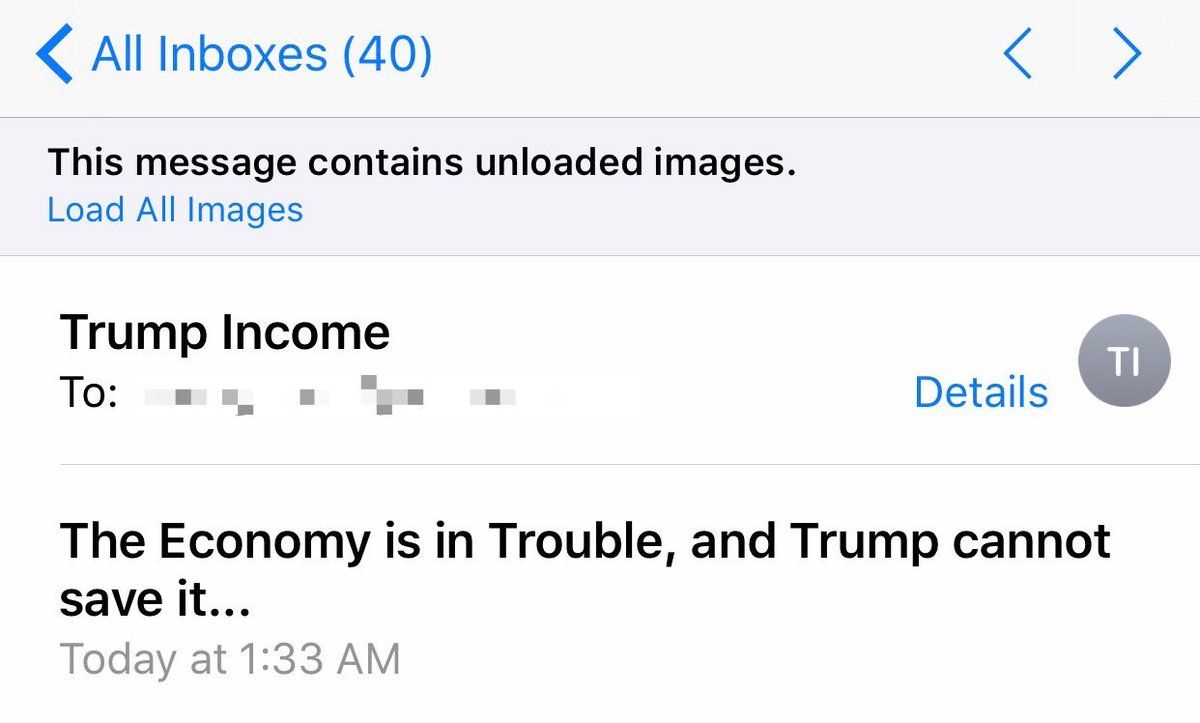 All Inboxes (40)
This message contains unloaded images.
Load All Images
Trump Income
TI
To:
Details
The Economy is in Trouble, and Trump cannot
save it...
Today at 1:33 AM